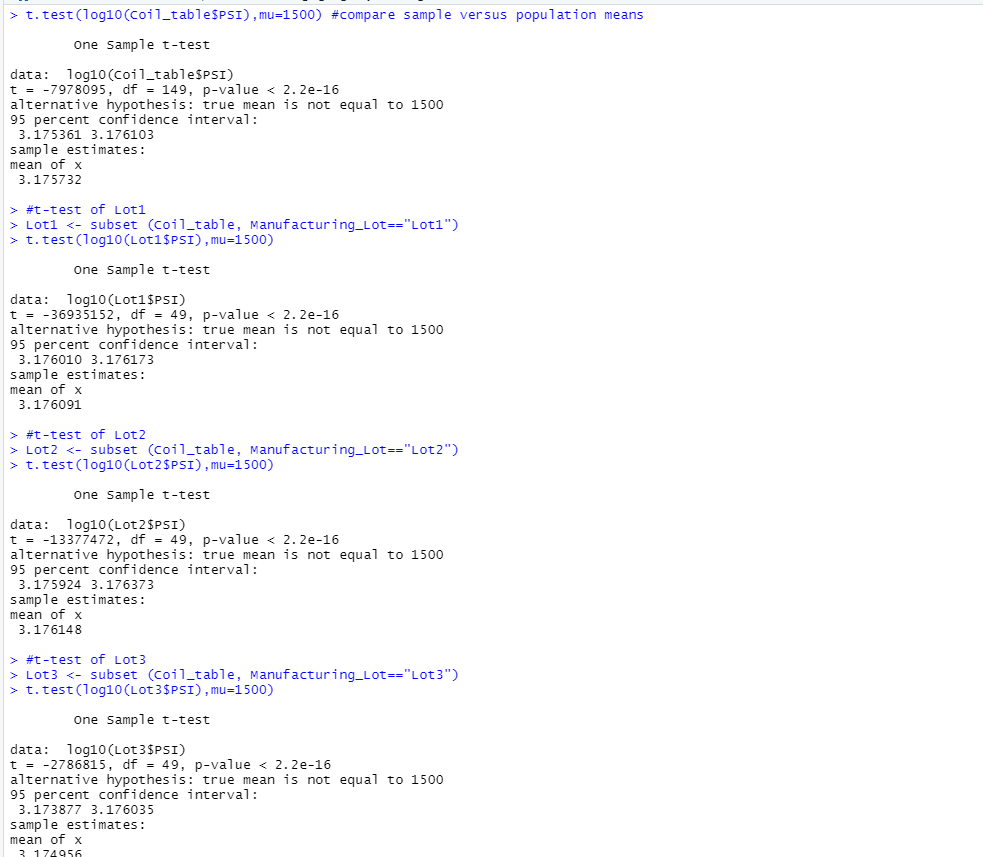 > t.test(log10(Coil_table$PSI),mu=1500) #compare sample versus population means
One Sample t-test
data:  log10(Coil_table$PSI)
t = -7978095, df = 149, p-value < 2.2e-16
alternative hypothesis: true mean is not equal to 1500
95 percent confidence interval:
3.175361 3.176103
sample estimates:
mean of x
3.175732
> #t-test of Lot1
> Lot1 <- subset (Coil_table, Manufacturing_Lot=="Lot1")
> t.test(log10(Lot1$PSI),mu=1500)
One Sample t-test
data:  log10(Lot1$PSI)
t = -36935152, df = 49, p-value < 2.2e-16
alternative hypothesis: true mean is not equal to 1500
95 percent confidence interval:
3.176010 3.176173
sample estimates:
mean of x
3.176091
> #t-test of Lot2
> Lot2 <- subset (Coil_table, Manufacturing_Lot=="Lot2")
> t.test(log10(Lot2$PSI),mu=1500)
One Sample t-test
data:  log10(Lot2$PSI)
t = -13377472, df = 49, p-value < 2.2e-16
alternative hypothesis: true mean is not equal to 1500
95 percent confidence interval:
3.175924 3.176373
sample estimates:
mean of x
3.176148
> #t-test of Lot3
> Lot3 <- subset (Coil_table, Manufacturing_Lot=="Lot3")
> t.test(log10(Lot3$PSI),mu=1500)
One Sample t-test
data:  log10(Lot3$PSI)
t = -2786815, df = 49, p-value < 2.2e-16
alternative hypothesis: true mean is not equal to 1500
95 percent confidence interval:
3.173877 3.176035
sample estimates:
mean of x
3.174956